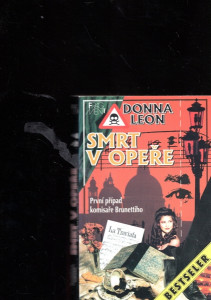 DONNA
LEON
SMRT
V OPEŘE
První případ
komisaře Brunettiho
La Traviata
BESTSELER